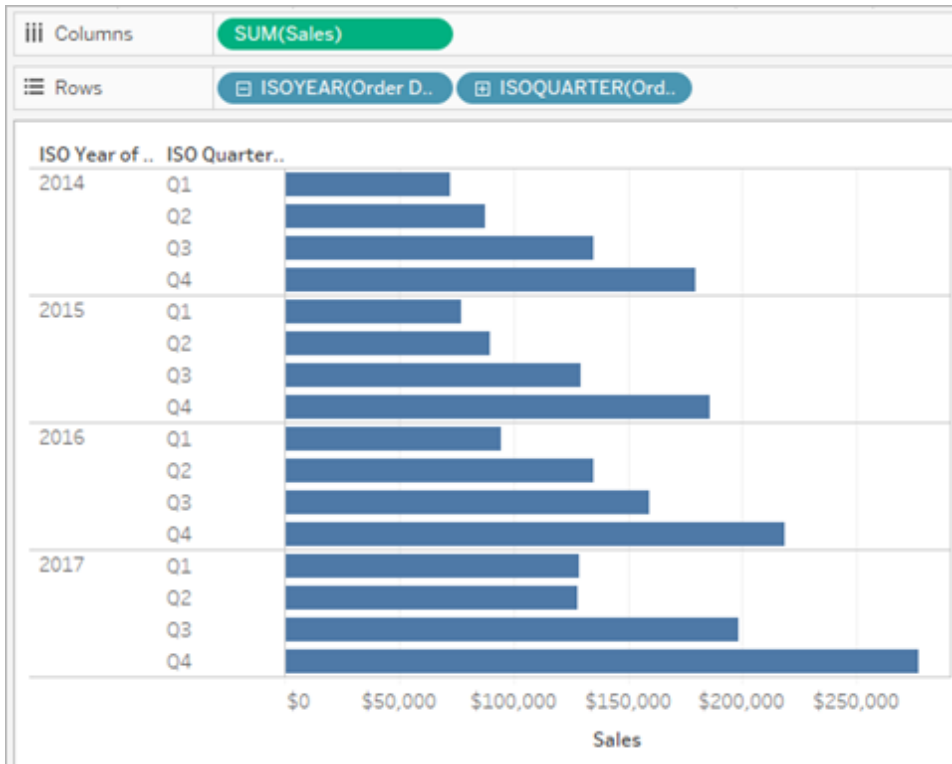 Columns SUM(Sales)
Rows ISOYEAR(Order D.. ISOQUARTER(Ord..
ISO Year of .. ISO Quarter..
2014 Q1
Q2
Q3
Q4
2015 Q1
Q2
Q3
Q4
2016 Q1
Q2
Q3
Q4
2017 Q1
Q2
Q3
Q4
$0 $50,000 $100,000 $150,000 $200,000 $250,000
Sales